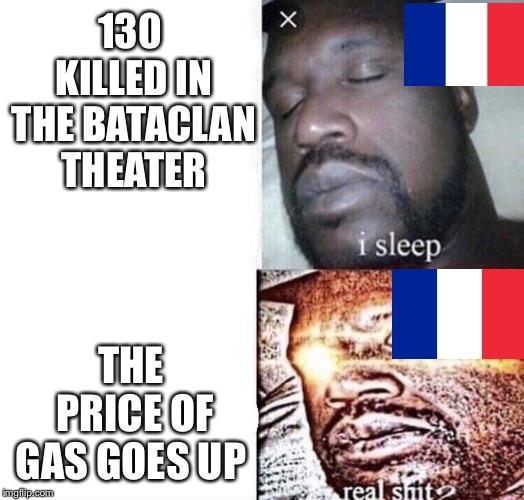 130
KILLED IN
THE BATACLAN
THEATER
i sleep
THE
PRICE OF
GAS GOES UP
real shit
imgflip.com